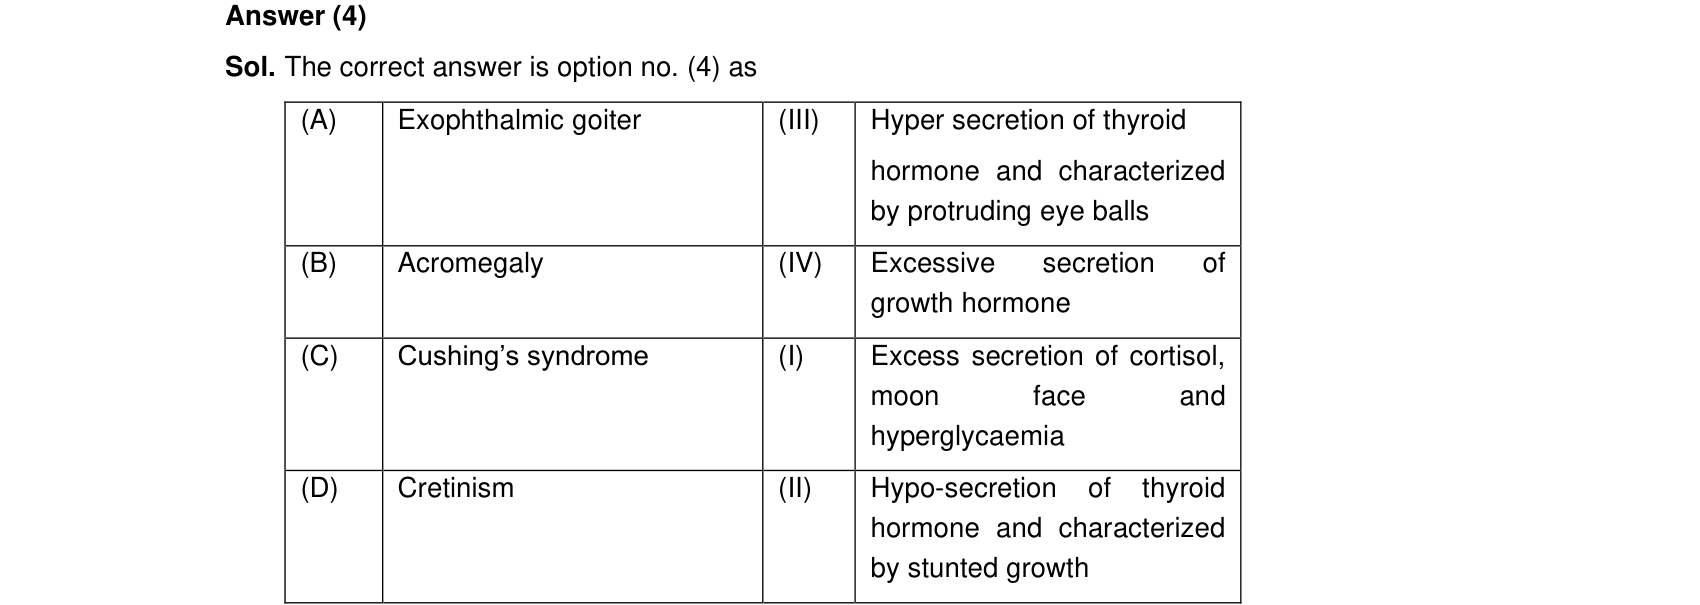 Answer (4)
Sol. The correct answer is option no. (4) as
(A) Exophthalmic goiter (III) Hyper secretion of thyroid
hormone and characterized
by protruding eye balls
(B) Acromegaly (IV) Excessive secretion of
growth hormone
(C) Cushing’s syndrome (I) Excess secretion of cortisol,
moon face and
hyperglycaemia
(D) Cretinism (II) Hypo-secretion of thyroid
hormone and characterized
by stunted growth